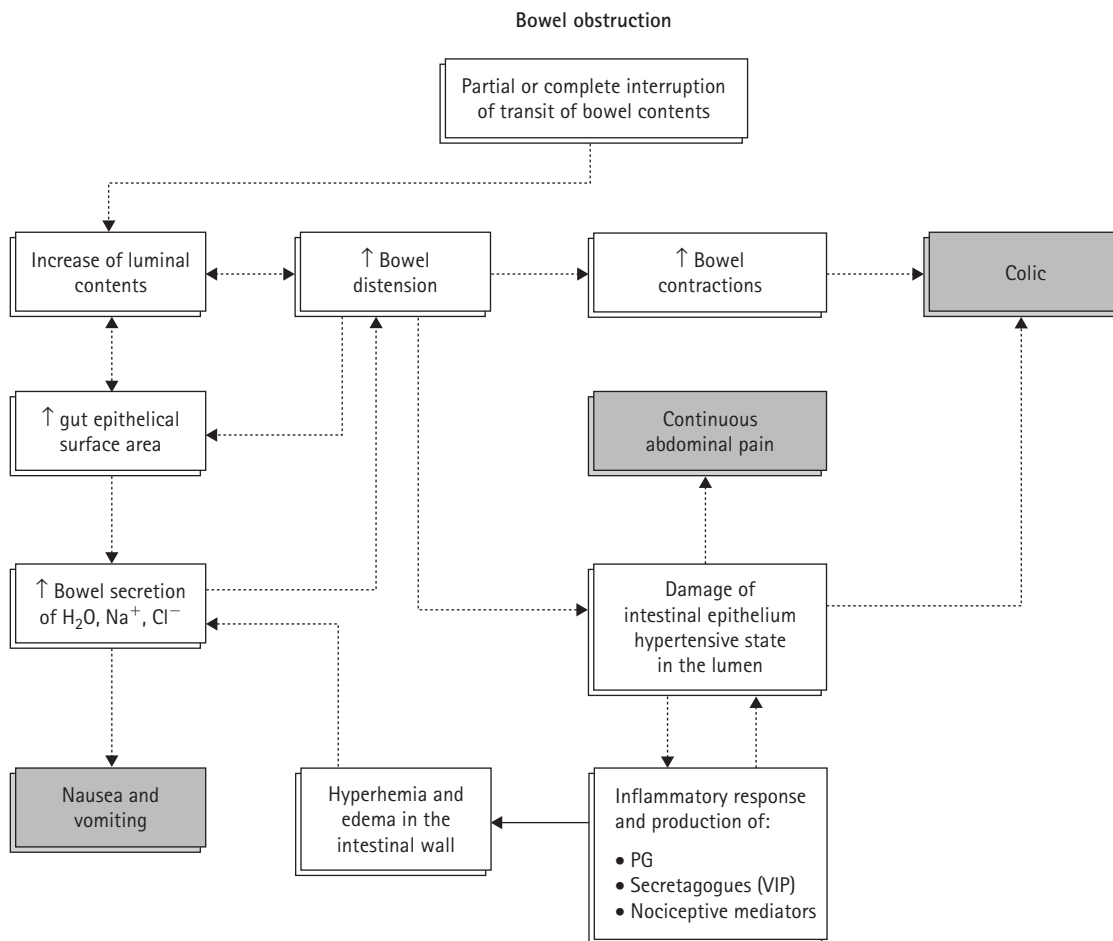 Bowel obstruction
Partial or complete interruption
of transit of bowel contents
Increase of luminal
contents
↑ Bowel
distension
↑ Bowel
contractions
Colic
↑ gut epithelical
surface area
Continuous
abdominal pain
↑ Bowel secretion
of H₂O, Na⁺, Cl⁻
Damage of
intestinal epithelium
hypertensive state
in the lumen
Nausea and
vomiting
Hyperhemia and
edema in the
intestinal wall
Inflammatory response
and production of:
• PG
• Secretagogues (VIP)
• Nociceptive mediators